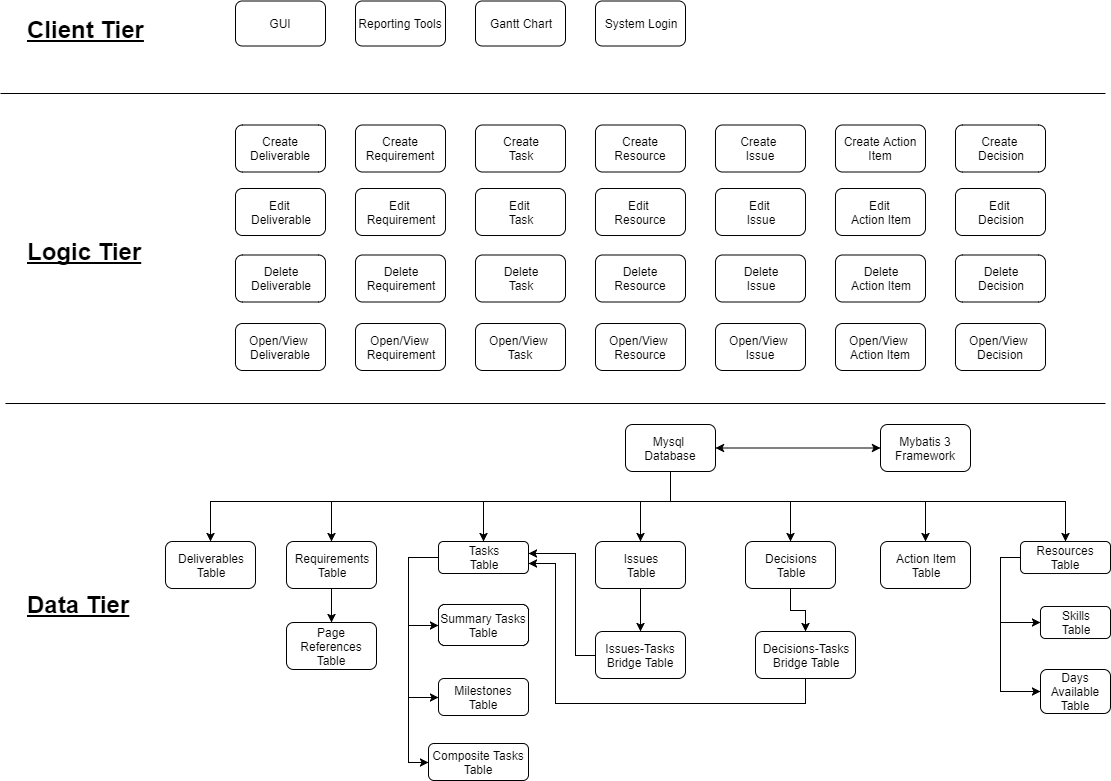 Client Tier
GUI
Reporting Tools
Gantt Chart
System Login
Logic Tier
Create
Deliverable
Create
Requirement
Create
Task
Create
Resource
Create
Issue
Create Action
Item
Create
Decision
Edit
Deliverable
Edit
Requirement
Edit
Task
Edit
Resource
Edit
Issue
Edit
Action Item
Edit
Decision
Delete
Deliverable
Delete
Requirement
Delete
Task
Delete
Resource
Delete
Issue
Delete
Action Item
Delete
Decision
Open/View
Deliverable
Open/View
Requirement
Open/View
Task
Open/View
Resource
Open/View
Issue
Open/View
Action Item
Open/View
Decision
Data Tier
Mysql
Database
Mybatis 3
Framework
Deliverables
Table
Requirements
Table
Tasks
Table
Issues
Table
Decisions
Table
Action Item
Table
Resources
Table
Page
References
Table
Summary Tasks
Table
Issues-Tasks
Bridge Table
Decisions-Tasks
Bridge Table
Skills
Table
Milestones
Table
Days
Available
Table
Composite Tasks
Table